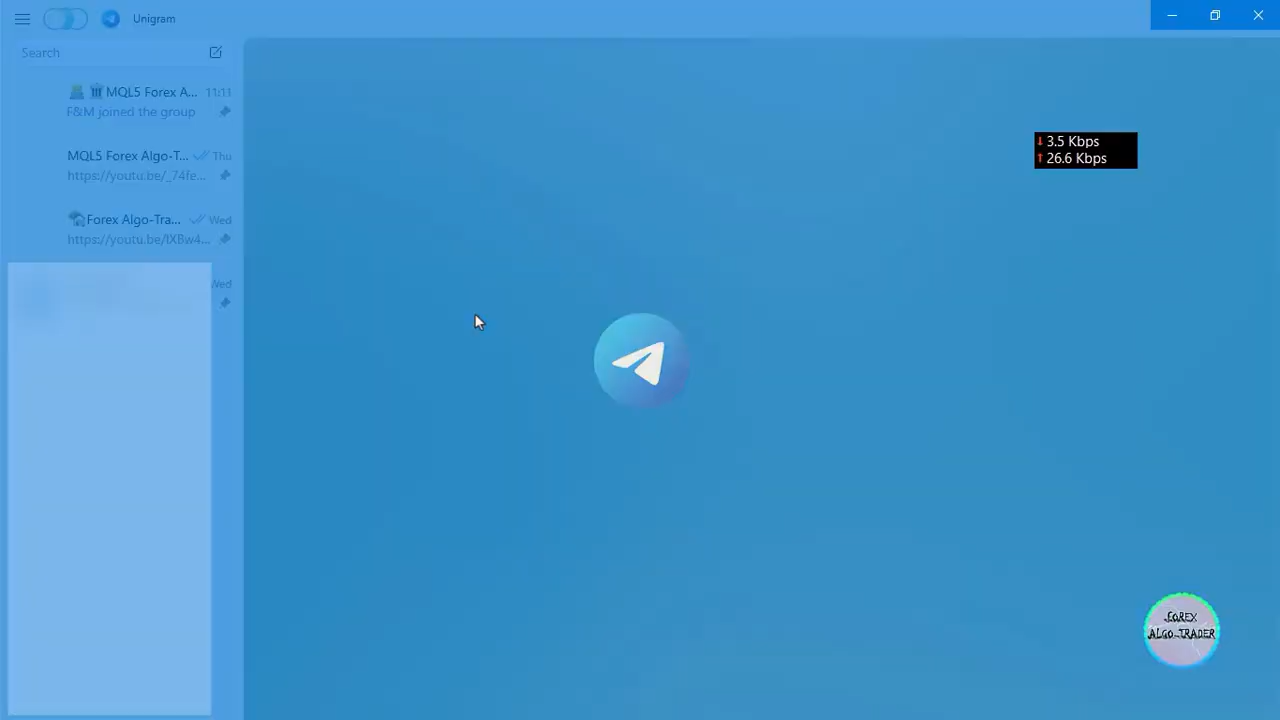 Unigram
Search
MQL5 Forex A... 11:11
F&M joined the group
MQL5 Forex Algo-T... Thu
https://youtu.be/_74fe...
Forex Algo-Tra... Wed
https://youtu.be/IXBw4...
Wed
↓ 3.5 Kbps
↑ 26.6 Kbps
FOREX
ALGO-TRADER